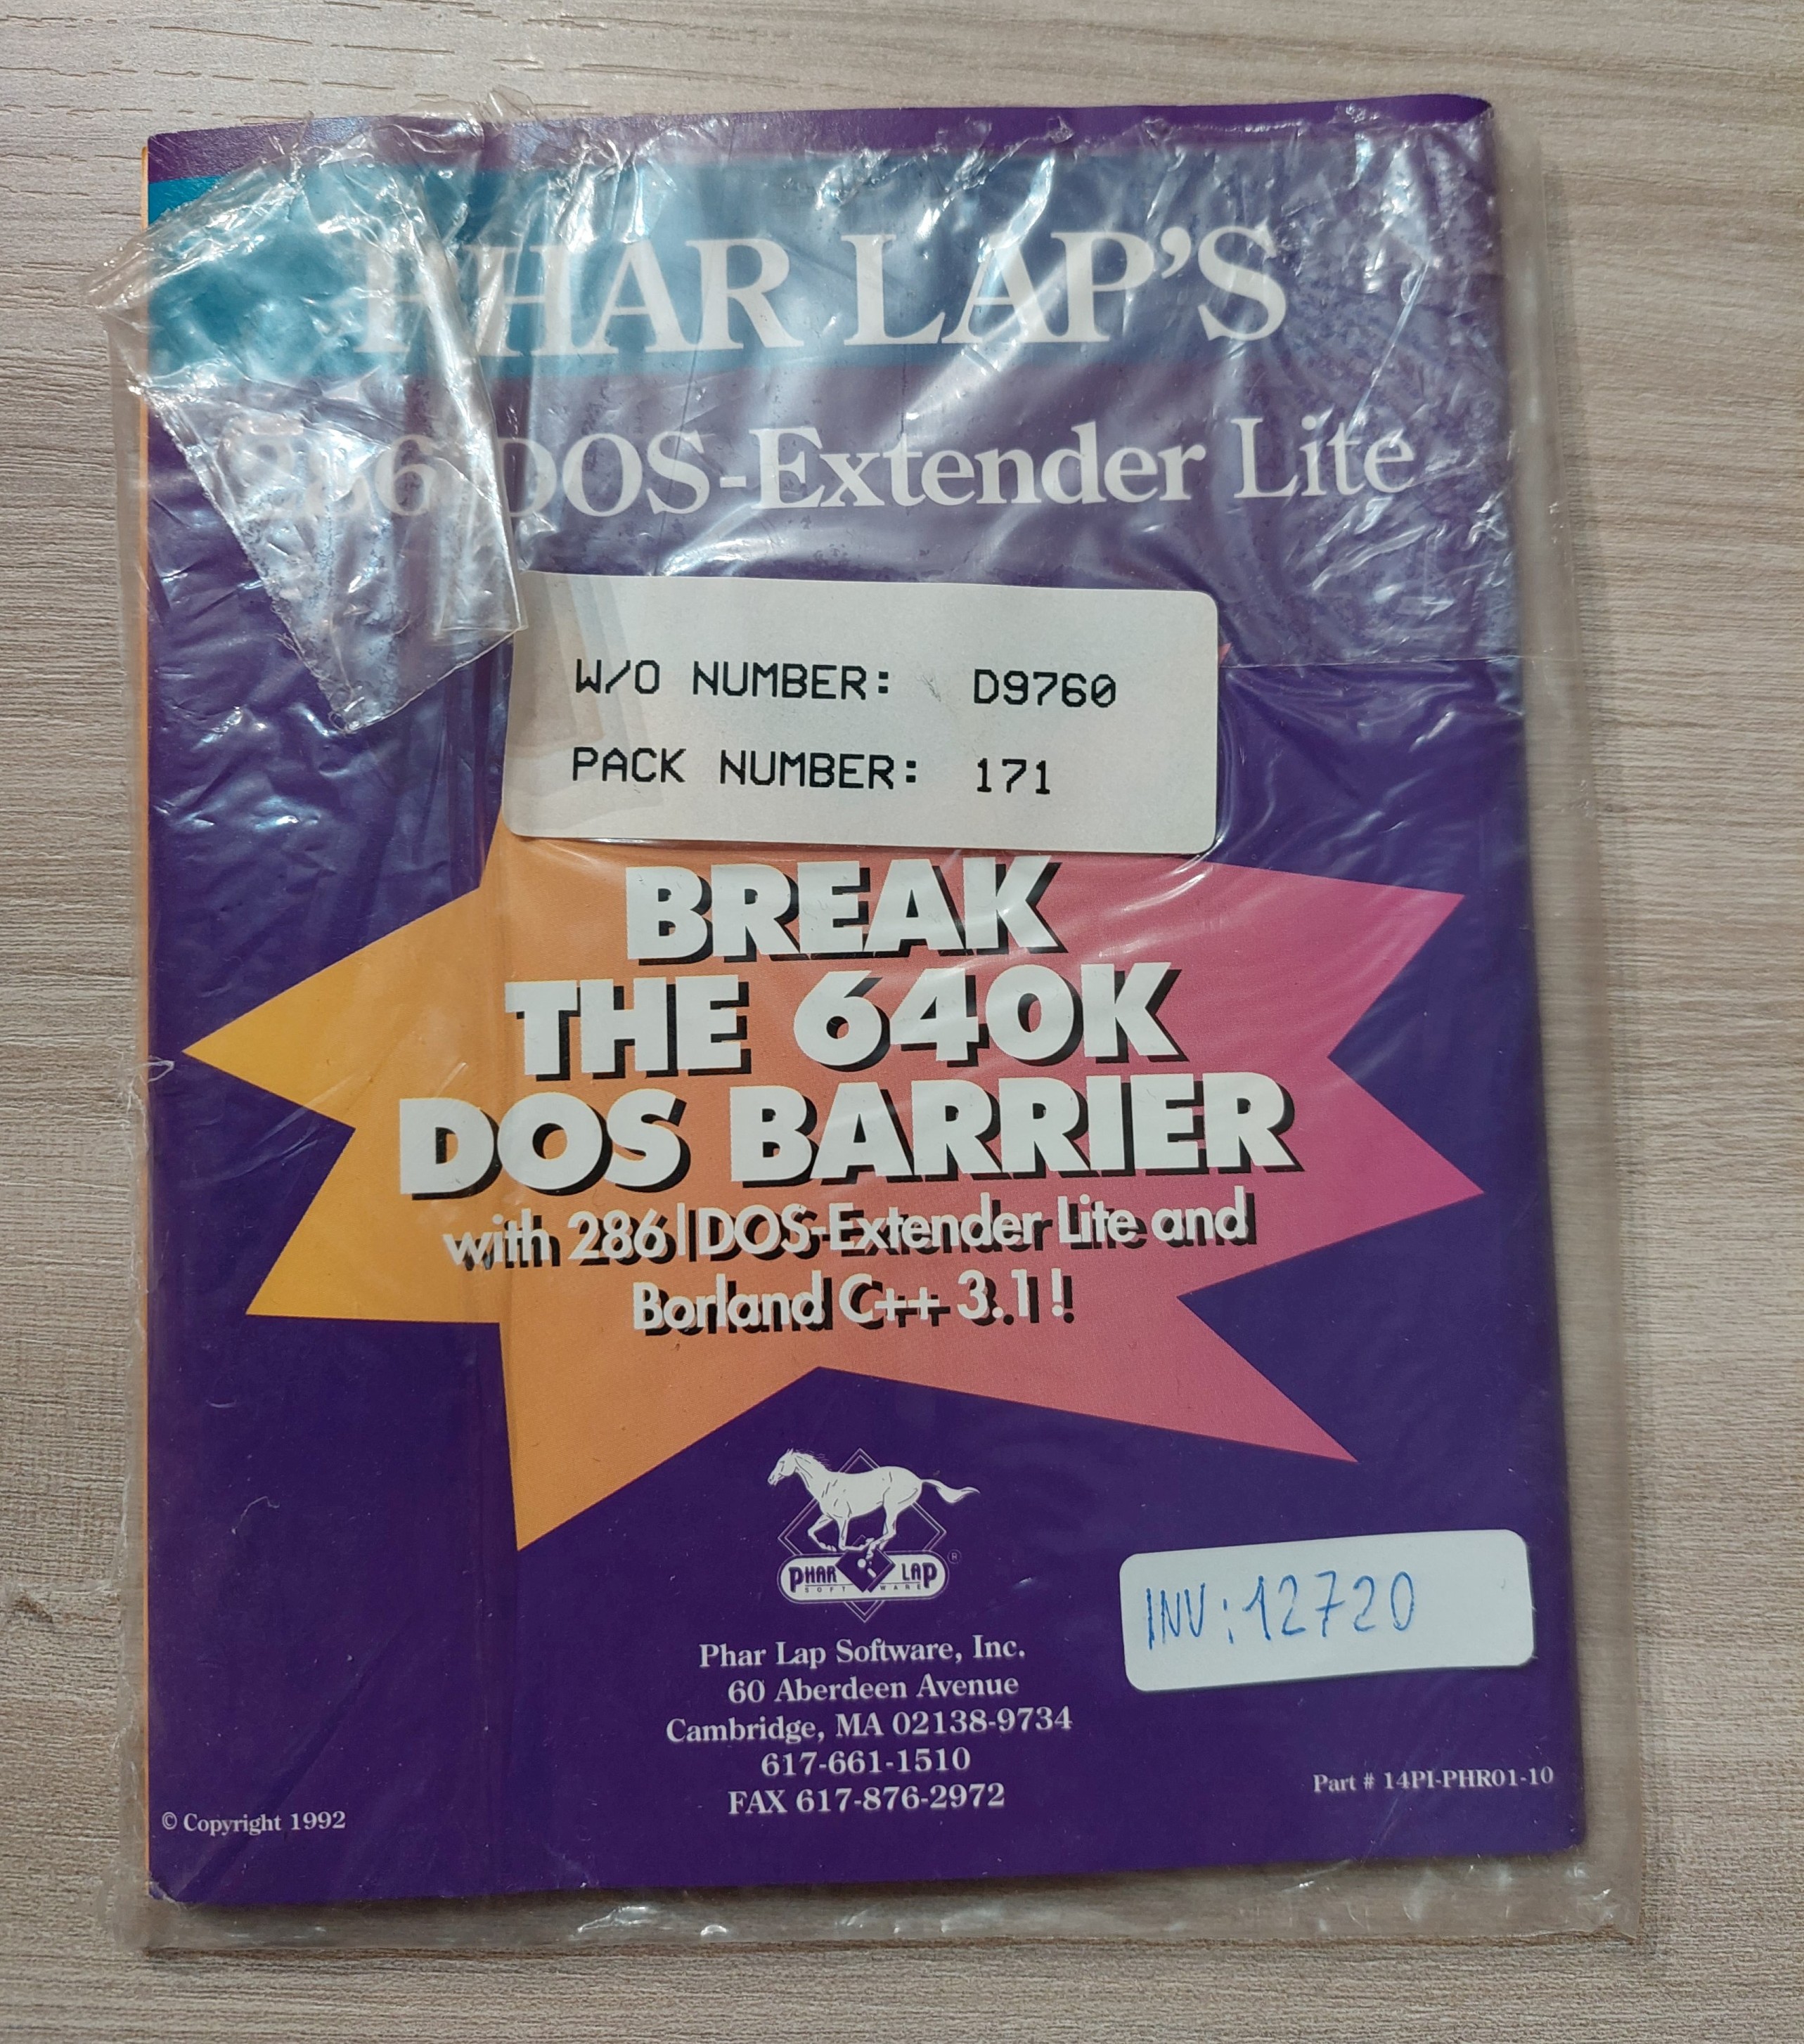 PHAR LAP'S
286|DOS-Extender Lite
W/O NUMBER: D9760
PACK NUMBER: 171
BREAK
THE 640K
DOS BARRIER
with 286|DOS-Extender Lite and
Borland C++ 3.1!
PHAR LAP ®
SOFTWARE
INV: 12720
Phar Lap Software, Inc.
60 Aberdeen Avenue
Cambridge, MA 02138-9734
617-661-1510
FAX 617-876-2972
Part # 14PI-PHR01-10
© Copyright 1992